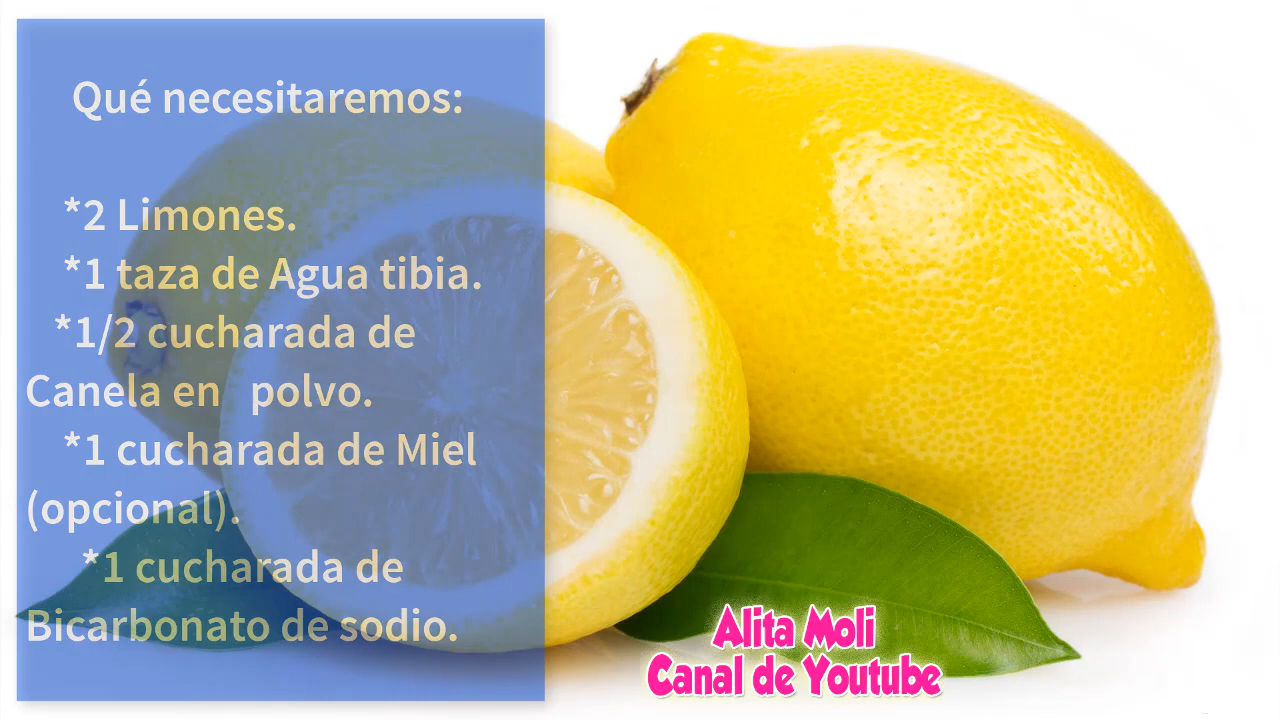 Qué necesitaremos:
*2 Limones.
*1 taza de Agua tibia.
*1/2 cucharada de
Canela en polvo.
*1 cucharada de Miel
(opcional).
*1 cucharada de
Bicarbonato de sodio.
Alita Moli
Canal de Youtube